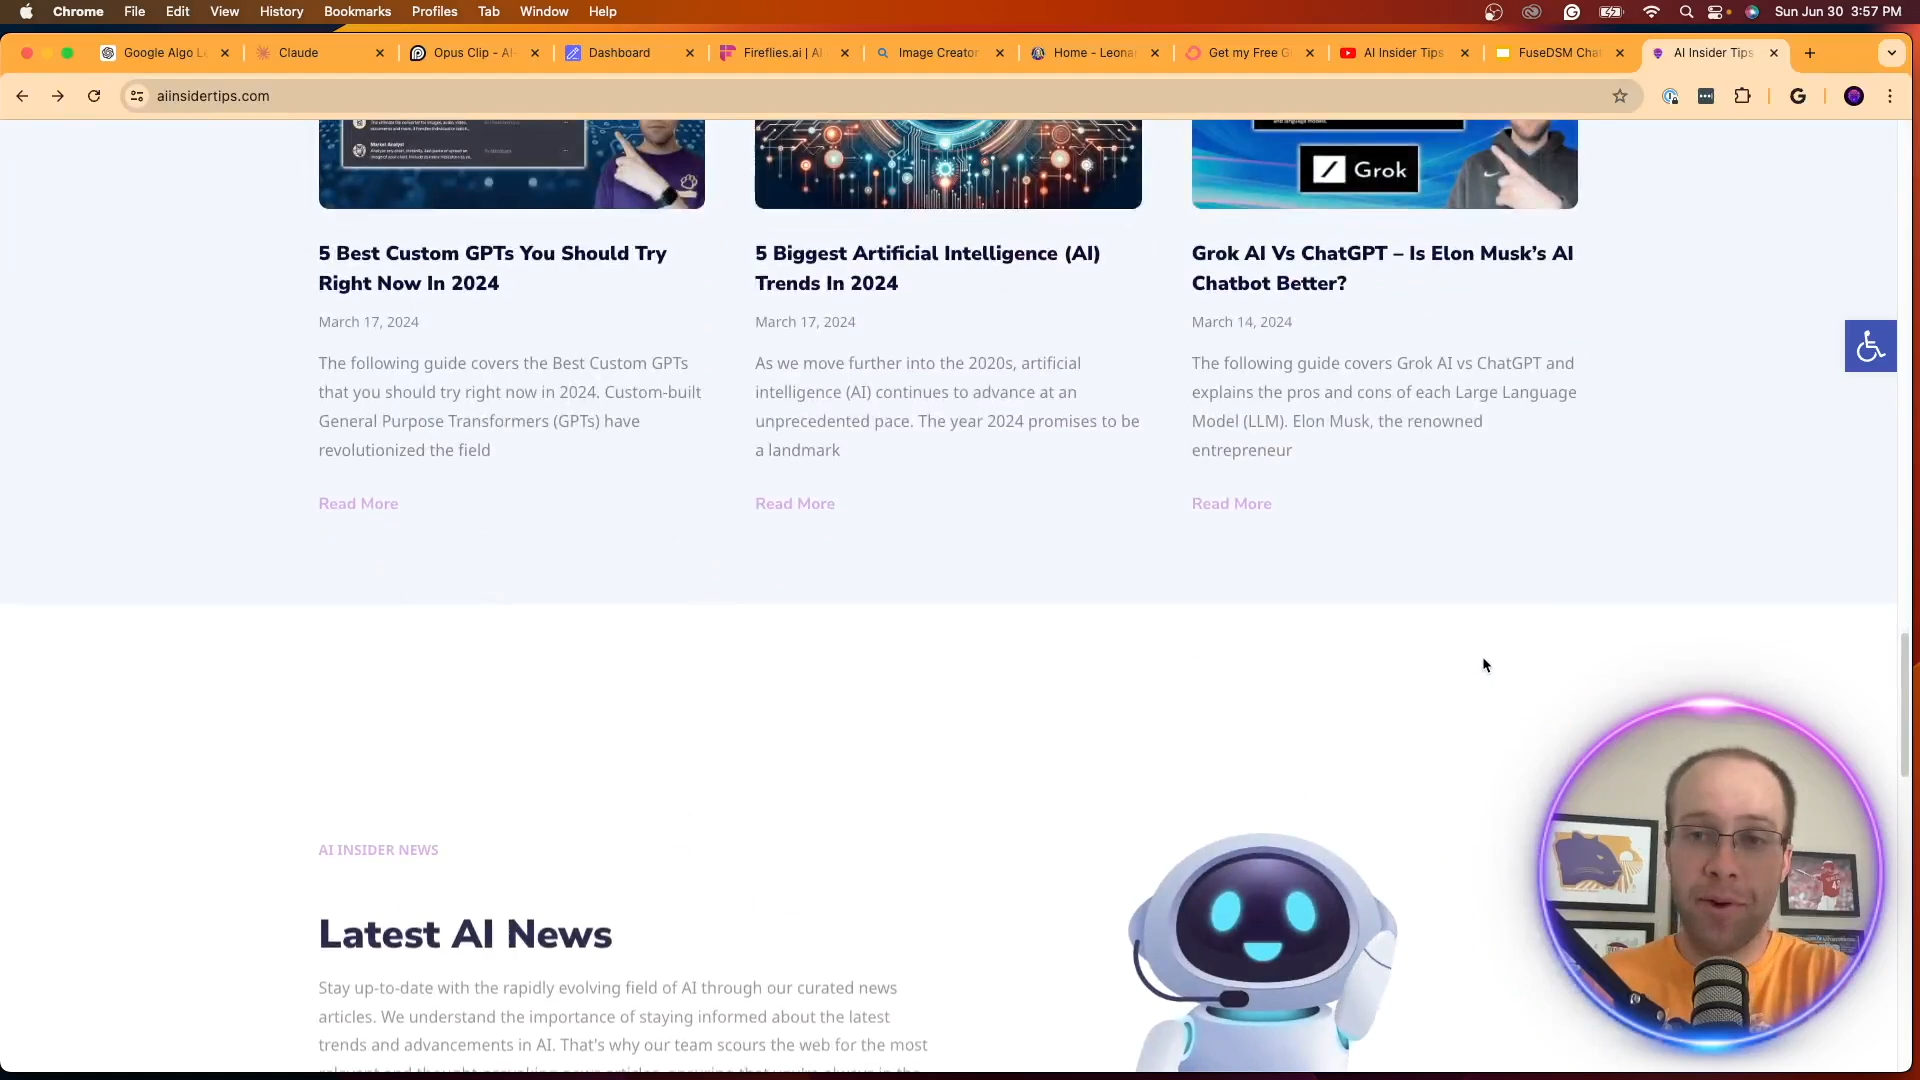 Chrome File Edit View History Bookmarks Profiles Tab Window Help Sun Jun 30 3:57 PM
Google Algo Le Claude Opus Clip - AI- Dashboard Fireflies.ai | AI Image Creator Home - Leona Get my Free G AI Insider Tips FuseDSM Cha AI Insider Tips
aiinsidertips.com
Market Analyst
Grok
5 Best Custom GPTs You Should Try
Right Now In 2024
March 17, 2024
The following guide covers the Best Custom GPTs
that you should try right now in 2024. Custom-built
General Purpose Transformers (GPTs) have
revolutionized the field
Read More
5 Biggest Artificial Intelligence (AI)
Trends In 2024
March 17, 2024
As we move further into the 2020s, artificial
intelligence (AI) continues to advance at an
unprecedented pace. The year 2024 promises to be
a landmark
Read More
Grok AI Vs ChatGPT – Is Elon Musk's AI
Chatbot Better?
March 14, 2024
The following guide covers Grok AI vs ChatGPT and
explains the pros and cons of each Large Language
Model (LLM). Elon Musk, the renowned
entrepreneur
Read More
AI INSIDER NEWS
Latest AI News
Stay up-to-date with the rapidly evolving field of AI through our curated news
articles. We understand the importance of staying informed about the latest
trends and advancements in AI. That's why our team scours the web for the most